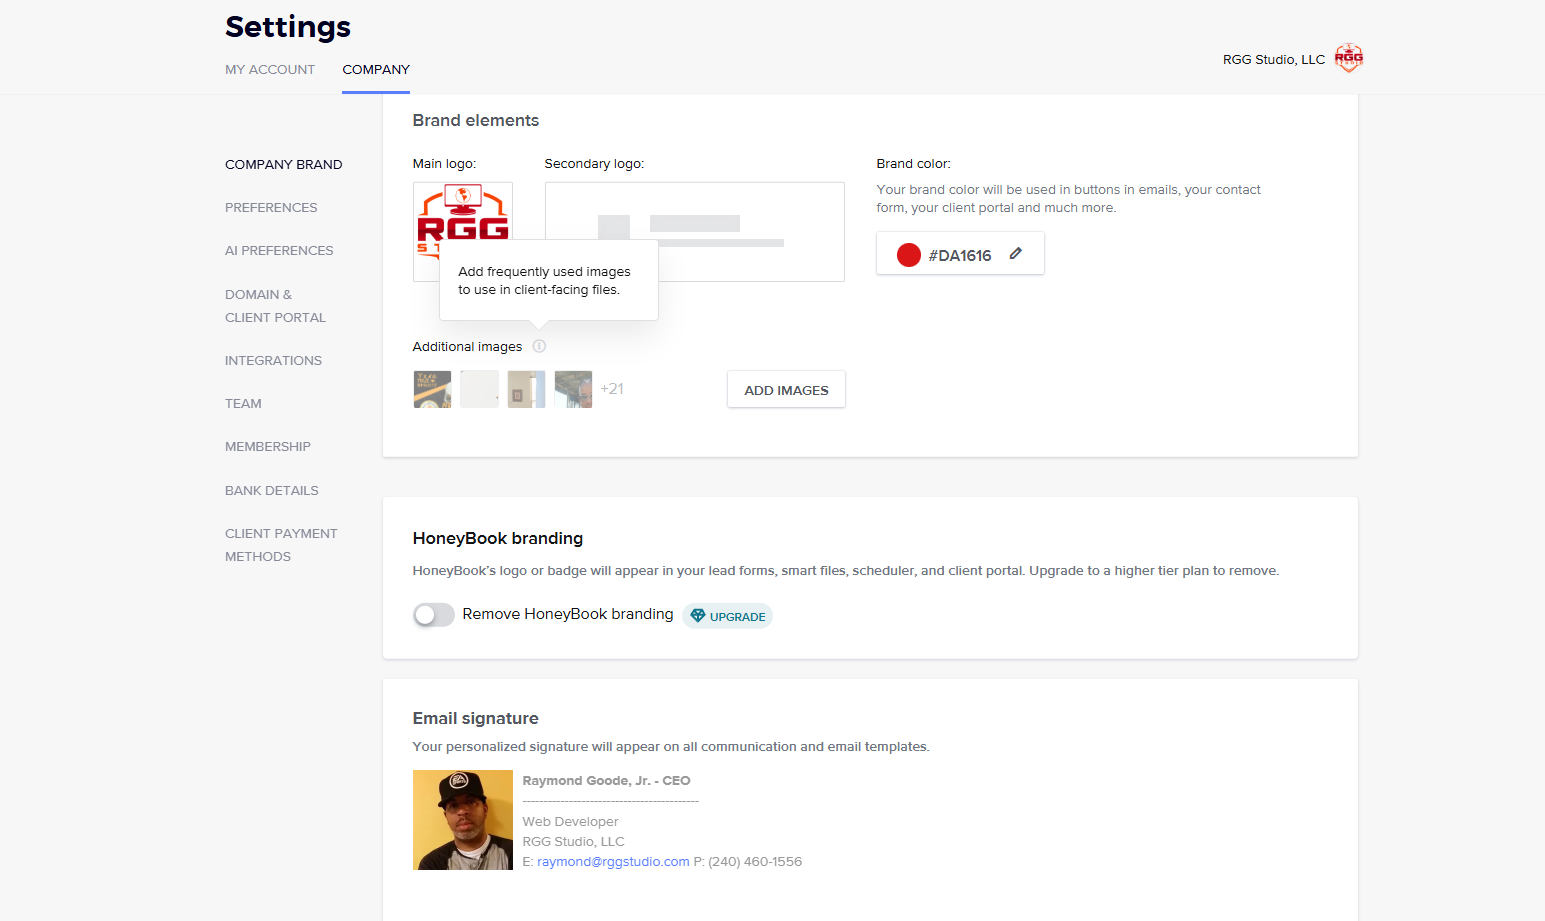 Settings
MY ACCOUNT
COMPANY
RGG Studio, LLC
RGG
COMPANY BRAND
PREFERENCES
AI PREFERENCES
DOMAIN &
CLIENT PORTAL
INTEGRATIONS
TEAM
MEMBERSHIP
BANK DETAILS
CLIENT PAYMENT
METHODS
Brand elements
Main logo:
RGG
Secondary logo:
Brand color:
Your brand color will be used in buttons in emails, your contact
form, your client portal and much more.
#DA1616
Add frequently used images
to use in client-facing files.
Additional images
+21
ADD IMAGES
HoneyBook branding
HoneyBook's logo or badge will appear in your lead forms, smart files, scheduler, and client portal. Upgrade to a higher tier plan to remove.
Remove HoneyBook branding
UPGRADE
Email signature
Your personalized signature will appear on all communication and email templates.
Raymond Goode, Jr. - CEO
------------------------------------------
Web Developer
RGG Studio, LLC
E: raymond@rggstudio.com P: (240) 460-1556